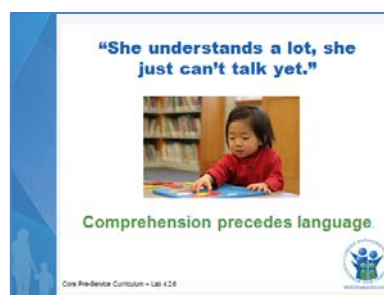 “She understands a lot, she
just can’t talk yet.”
Comprehension precedes language.
Core Pre-Service Curriculum – Lab 4.2.6